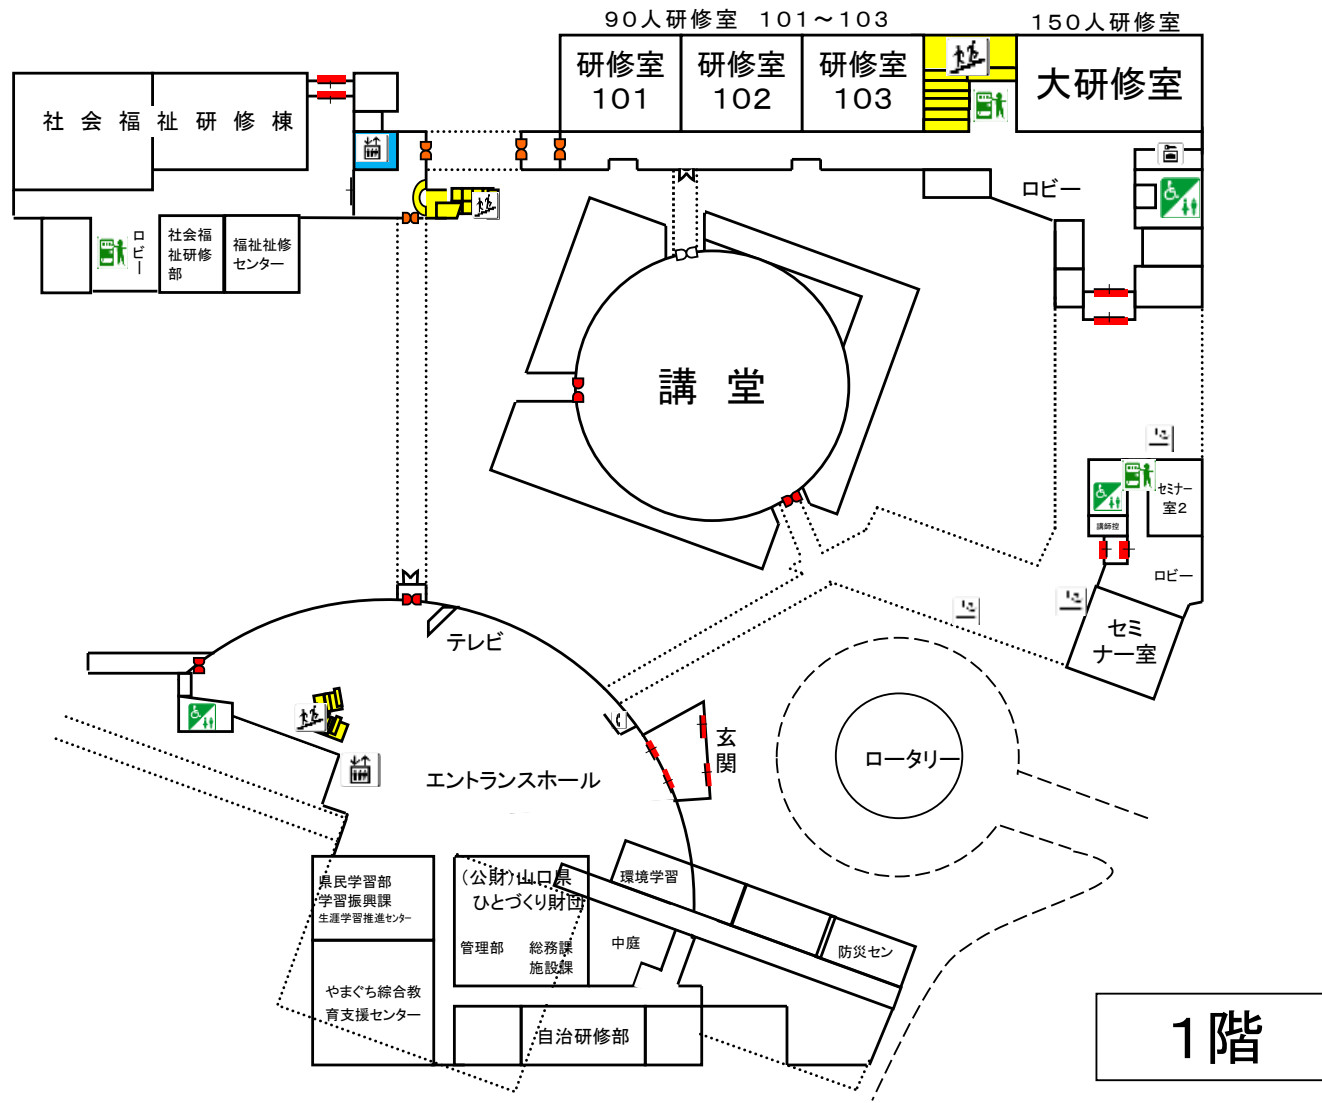 90人研修室 101～103
150人研修室
研修室
101
研修室
102
研修室
103
大研修室
社会福祉研修棟
ロビー
ロビー
社会福
祉研修
部
福祉祉修
センター
講堂
セミナー
室2
講師控
ロビー
セミ
ナー室
テレビ
玄関
ロータリー
エントランスホール
県民学習部
学習振興課
生涯学習推進センター
(公財)山口県
ひとづくり財団
管理部 総務課
施設課
環境学習
中庭
防災セン
やまぐち総合教
育支援センター
自治研修部
1階